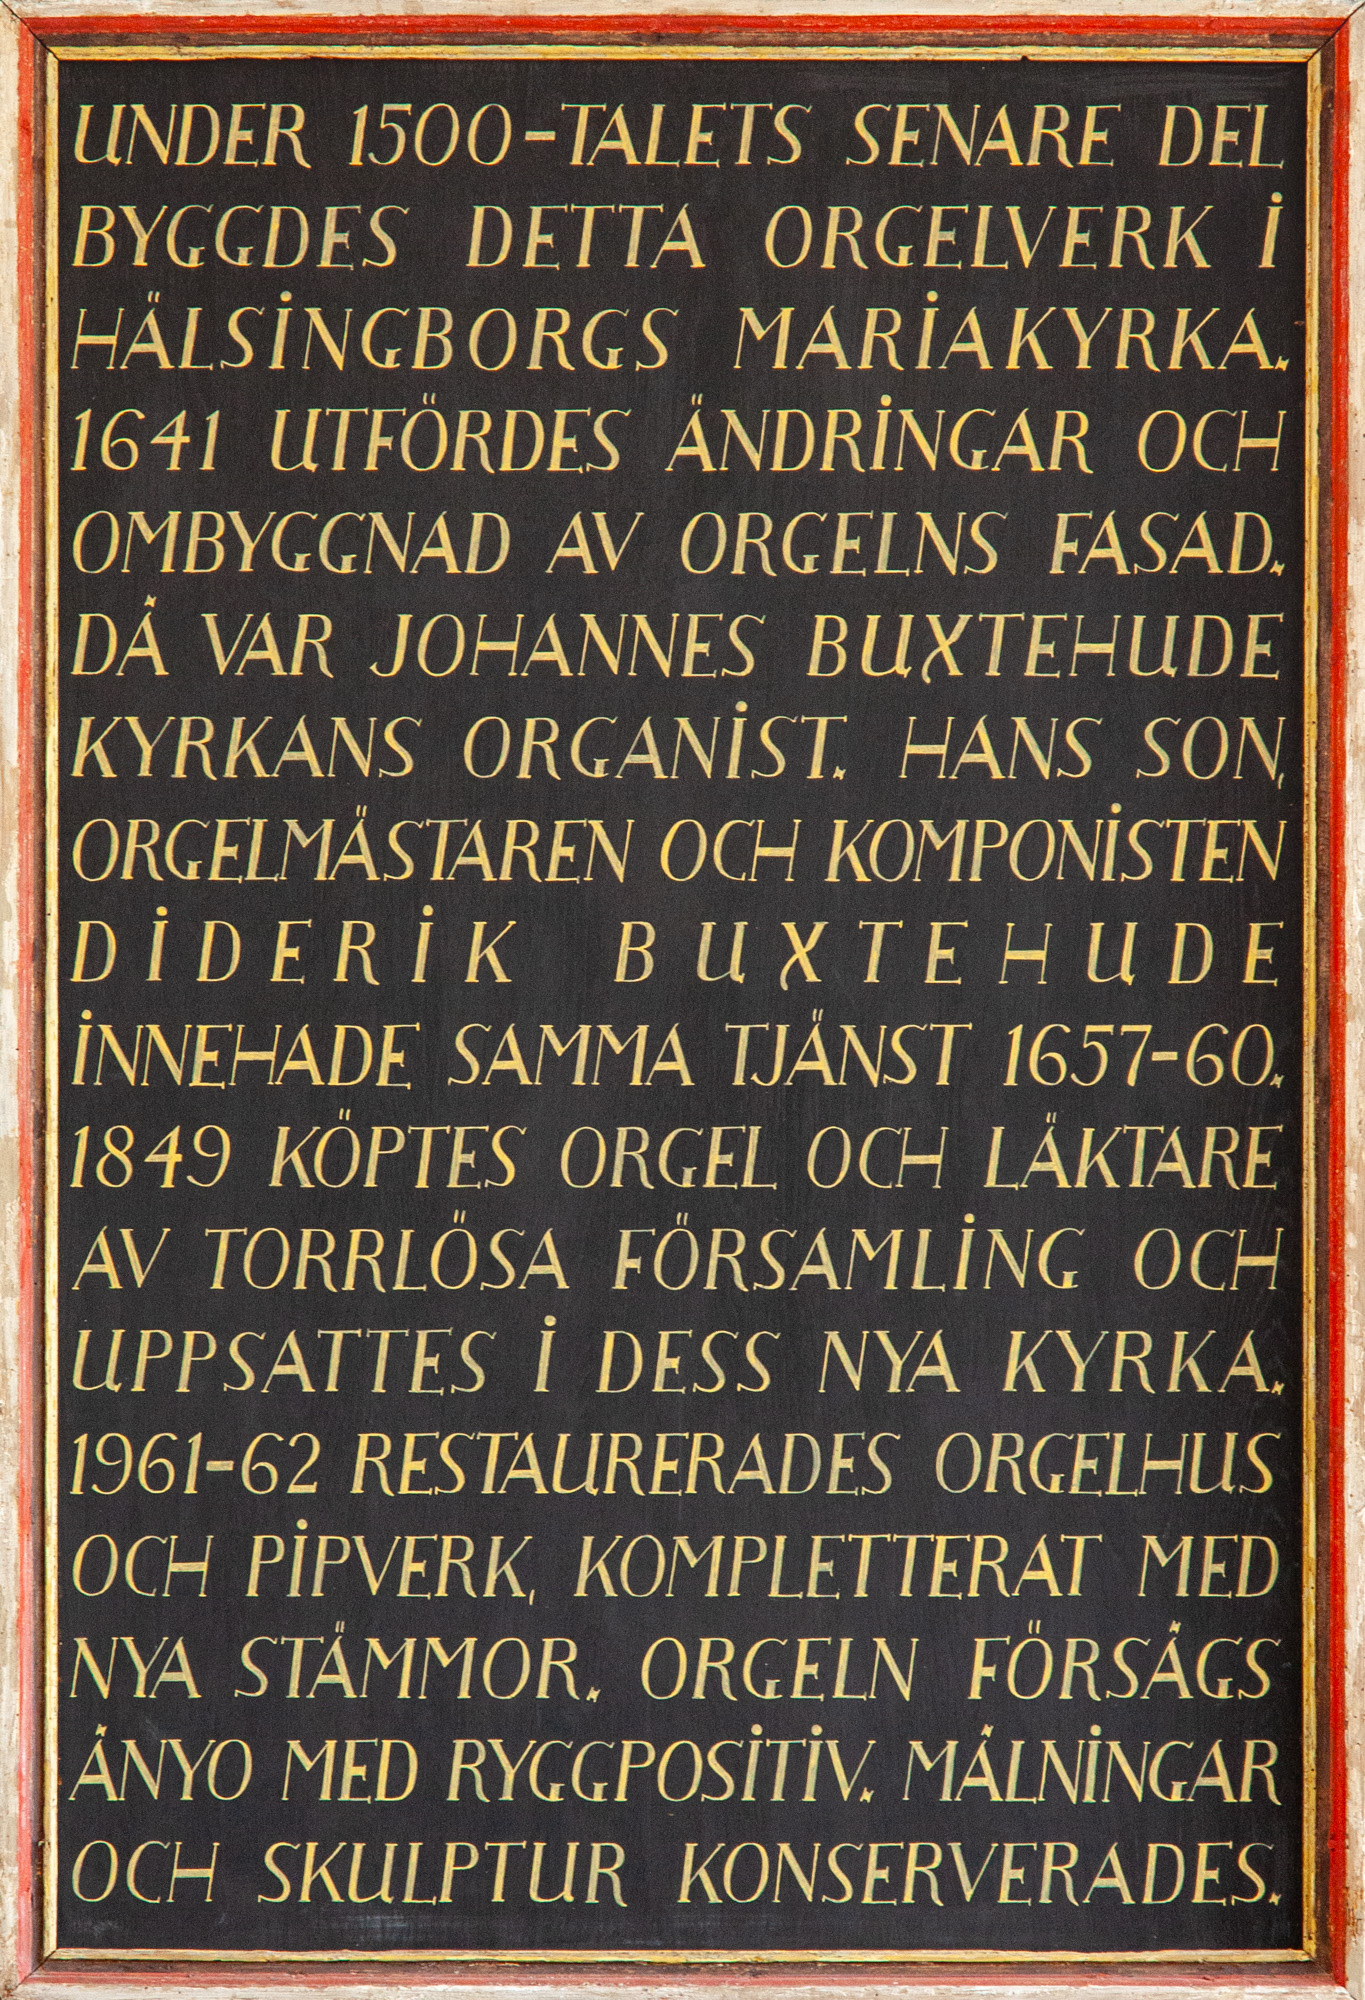 UNDER 1500-TALETS SENARE DEL
BYGGDES DETTA ORGELVERK I
HÄLSINGBORGS MARIAKYRKA.
1641 UTFÖRDES ÄNDRINGAR OCH
OMBYGGNAD AV ORGELNS FASAD.
DÅ VAR JOHANNES BUXTEHUDE
KYRKANS ORGANIST. HANS SON,
ORGELMÄSTAREN OCH KOMPONISTEN
DIDERIK BUXTEHUDE
INNEHADE SAMMA TJÄNST 1657-60.
1849 KÖPTES ORGEL OCH LÄKTARE
AV TORRLÖSA FÖRSAMLING OCH
UPPSATTES I DESS NYA KYRKA.
1961-62 RESTAURERADES ORGELHUS
OCH PIPVERK, KOMPLETTERAT MED
NYA STÄMMOR. ORGELN FÖRSÅGS
ÅNYO MED RYGGPOSITIV. MÅLNINGAR
OCH SKULPTUR KONSERVERADES.